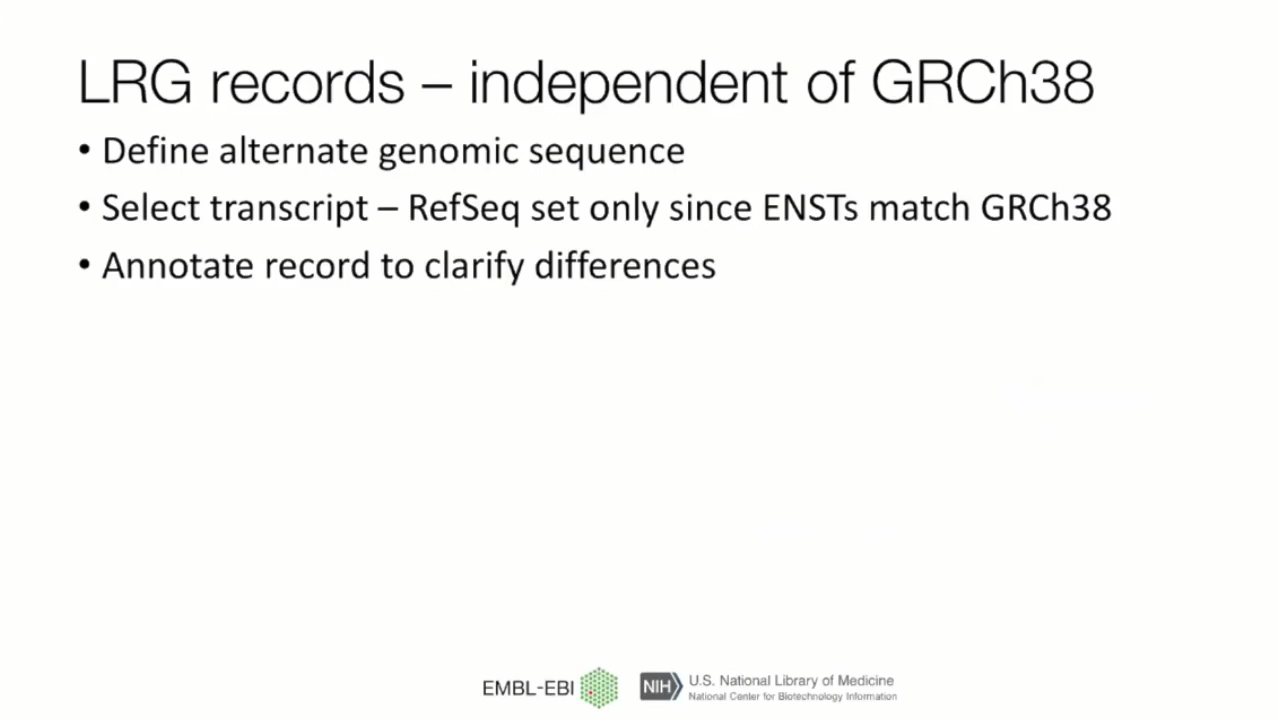 LRG records – independent of GRCh38
• Define alternate genomic sequence
• Select transcript – RefSeq set only since ENSTs match GRCh38
• Annotate record to clarify differences
EMBL-EBI
NIH
U.S. National Library of Medicine
National Center for Biotechnology Information